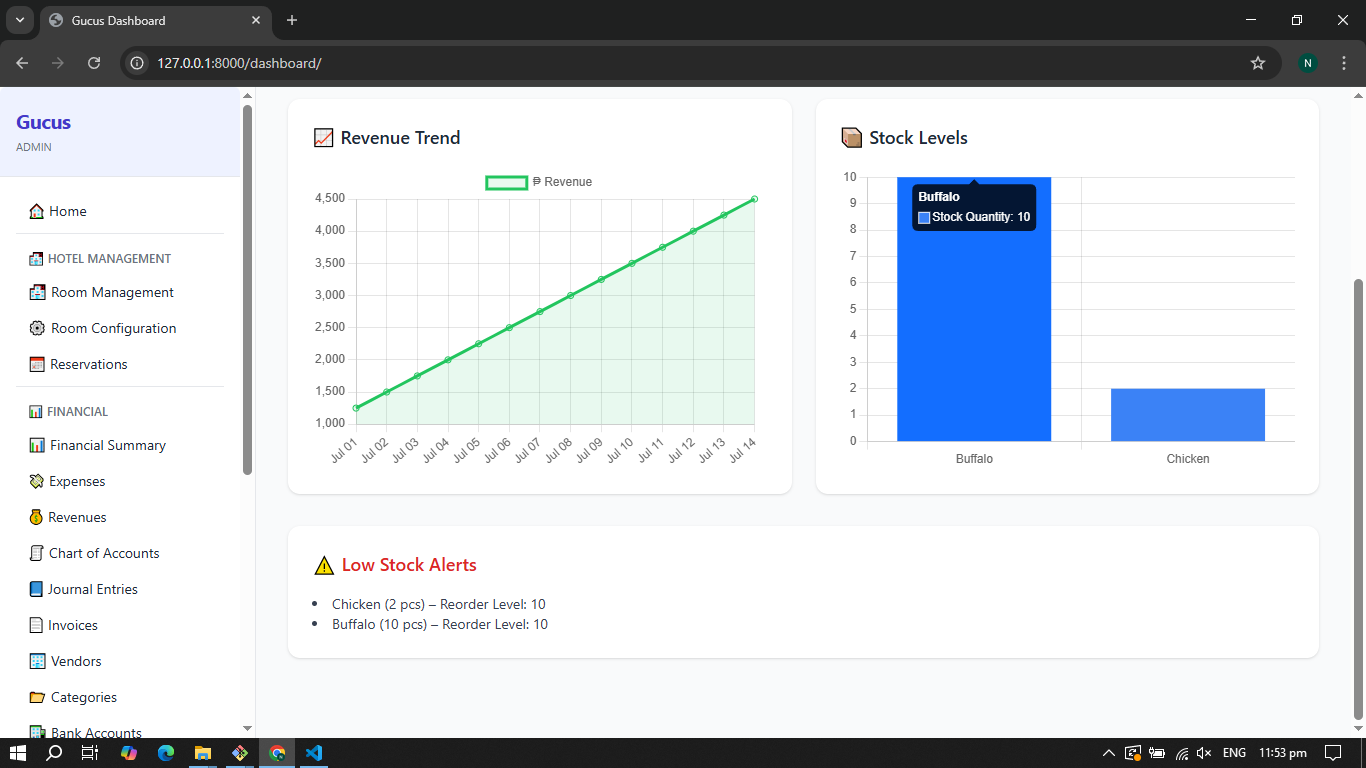 Gucus Dashboard
127.0.0.1:8000/dashboard/
N
Gucus
ADMIN
Home
HOTEL MANAGEMENT
Room Management
Room Configuration
Reservations
FINANCIAL
Financial Summary
Expenses
Revenues
Chart of Accounts
Journal Entries
Invoices
Vendors
Categories
Bank Accounts
Revenue Trend
₱ Revenue
4,500
4,000
3,500
3,000
2,500
2,000
1,500
1,000
Jul 01 Jul 02 Jul 03 Jul 04 Jul 05 Jul 06 Jul 07 Jul 08 Jul 09 Jul 10 Jul 11 Jul 12 Jul 13 Jul 14
Stock Levels
10
9
8
7
6
5
4
3
2
1
0
Buffalo
Stock Quantity: 10
Buffalo Chicken
Low Stock Alerts
Chicken (2 pcs) – Reorder Level: 10
Buffalo (10 pcs) – Reorder Level: 10
ENG 11:53 pm